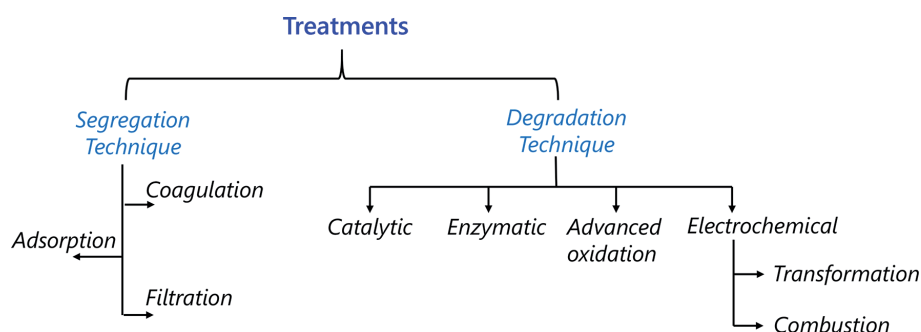 Treatments
Segregation
Technique
Coagulation
Adsorption
Filtration
Degradation
Technique
Catalytic
Enzymatic
Advanced
oxidation
Electrochemical
Transformation
Combustion